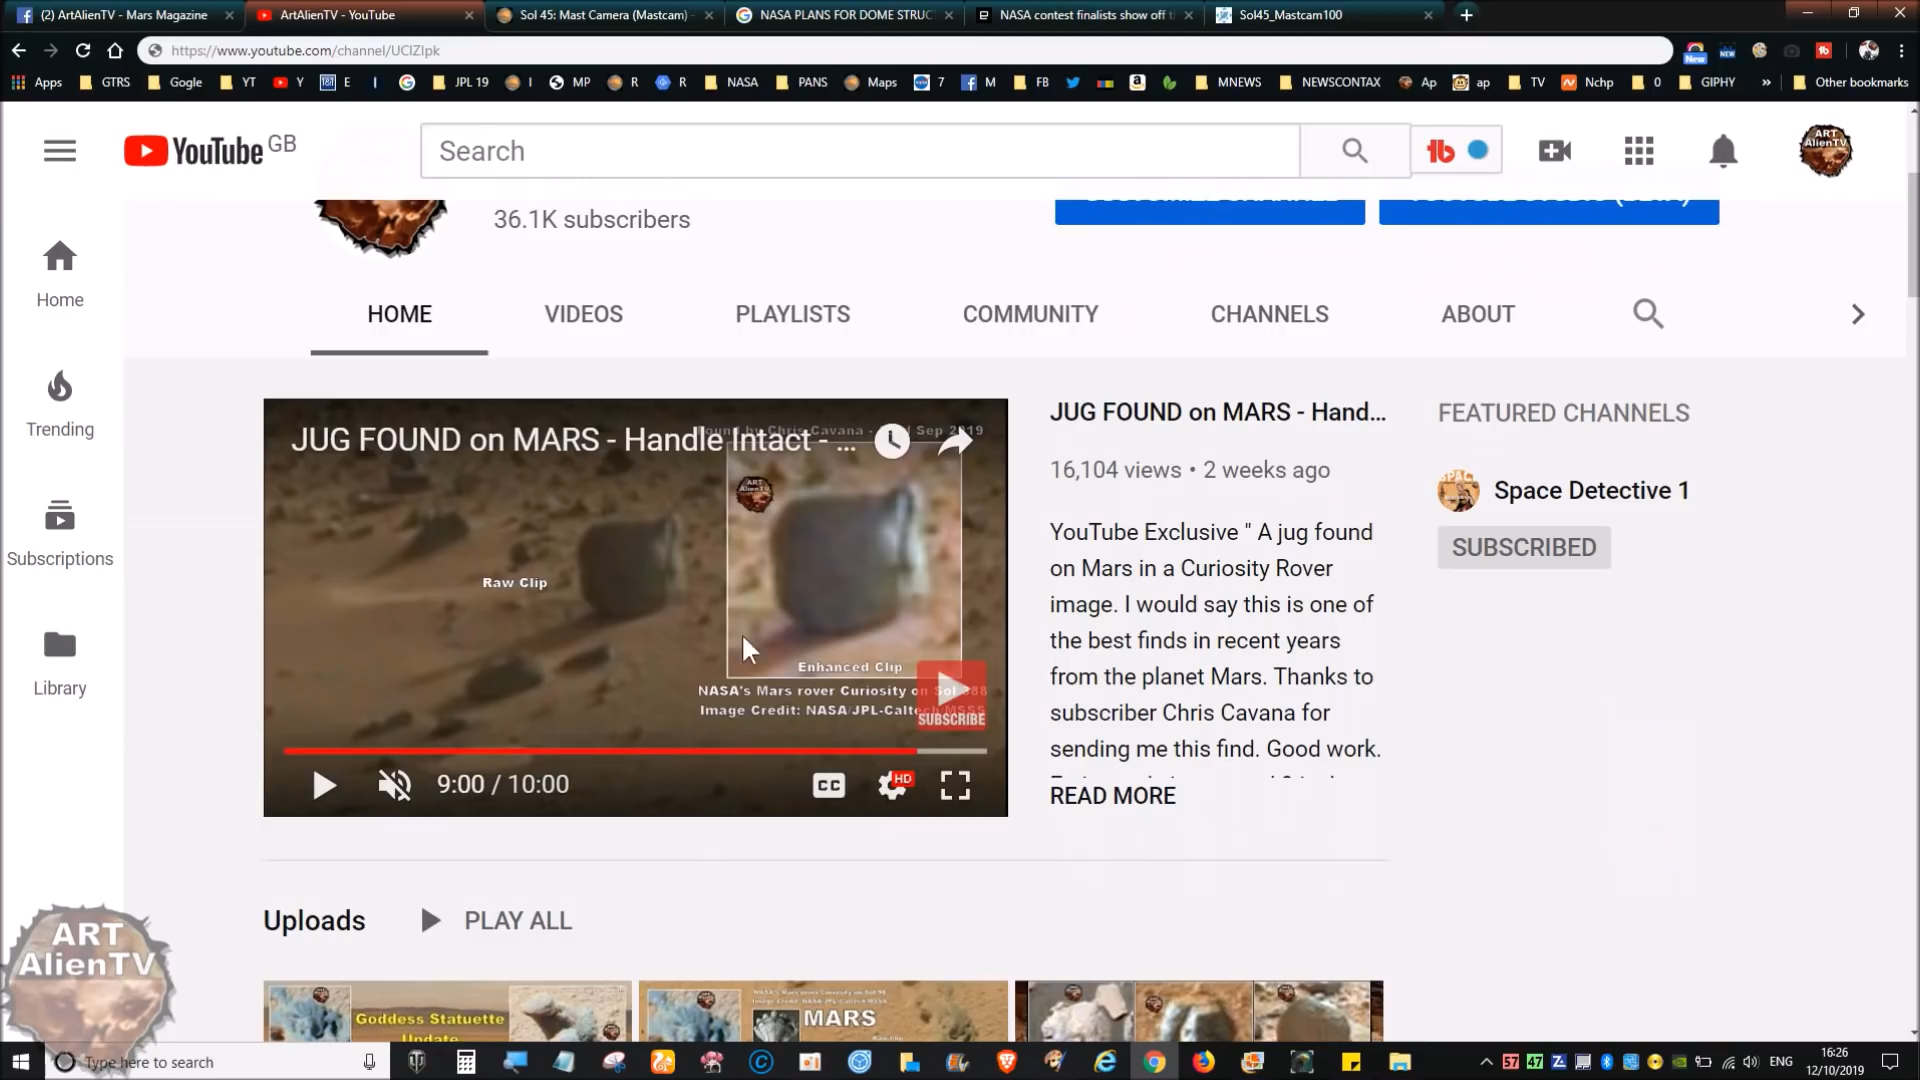 (2) ArtAlienTV - Mars Magazine
ArtAlienTV - YouTube
Sol 45: Mast Camera (Mastcam) -
NASA PLANS FOR DOME STRUC
NASA contest finalists show off t
Sol45_Mastcam100
https://www.youtube.com/channel/UCIZIpk
New
NEW
Apps GTRS Gogle YT Y E I JPL 19 I MP R R NASA PANS Maps 7 M FB MNEWS NEWSCONTAX Ap ap TV Nchp 0 GIPHY » Other bookmarks
YouTube GB
Search
ART
AlienTV
36.1K subscribers
HOME VIDEOS PLAYLISTS COMMUNITY CHANNELS ABOUT
Home
Trending
Subscriptions
Library
JUG FOUND on MARS - Handle Intact - ...
Raw Clip
Enhanced Clip
NASA's Mars rover Curiosity on Sol
Image Credit: NASA/JPL-Caltech MSSS
SUBSCRIBE
9:00 / 10:00
CC
HD
JUG FOUND on MARS - Hand...
16,104 views • 2 weeks ago
YouTube Exclusive " A jug found
on Mars in a Curiosity Rover
image. I would say this is one of
the best finds in recent years
from the planet Mars. Thanks to
subscriber Chris Cavana for
sending me this find. Good work.
READ MORE
FEATURED CHANNELS
Space Detective 1
SUBSCRIBED
Uploads
PLAY ALL
Goddess Statuette
Update
MARS
ART
AlienTV
Type here to search
57
47
ENG
16:26
12/10/2019